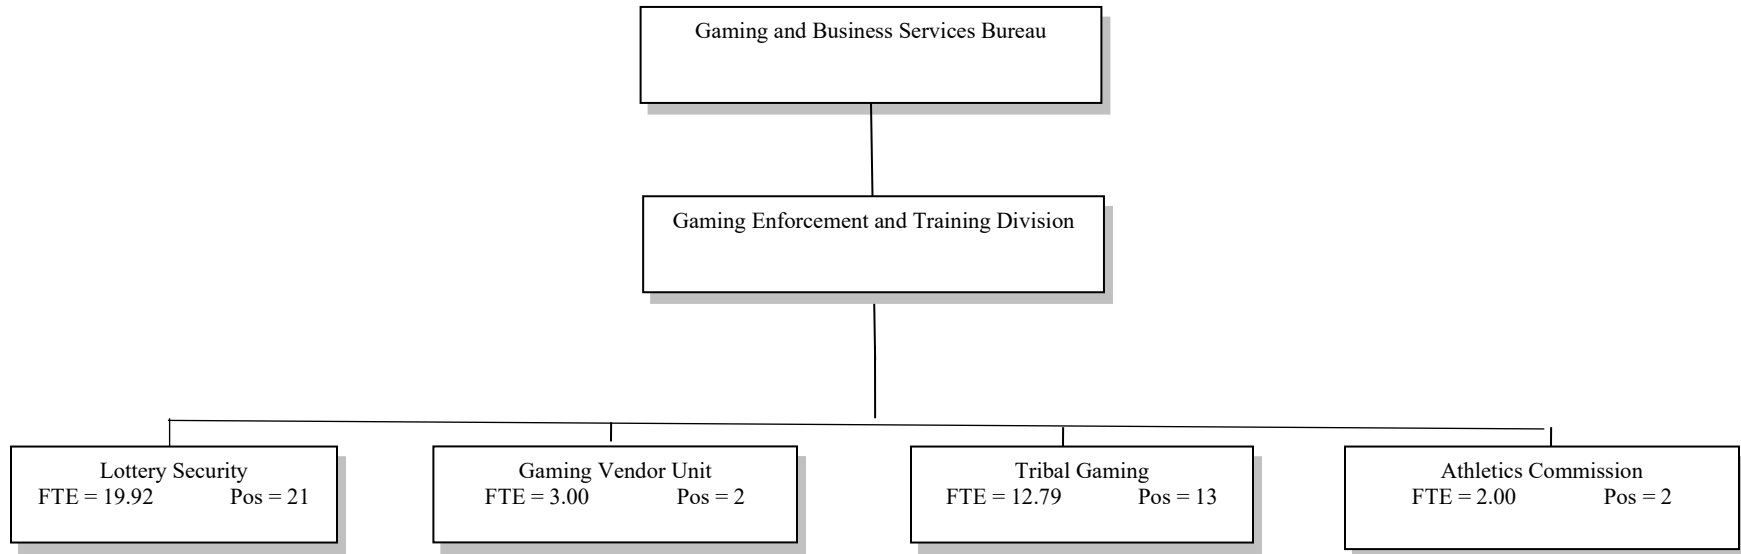 Gaming and Business Services Bureau
Gaming Enforcement and Training Division
Lottery Security
FTE = 19.92 Pos = 21
Gaming Vendor Unit
FTE = 3.00 Pos = 2
Tribal Gaming
FTE = 12.79 Pos = 13
Athletics Commission
FTE = 2.00 Pos = 2